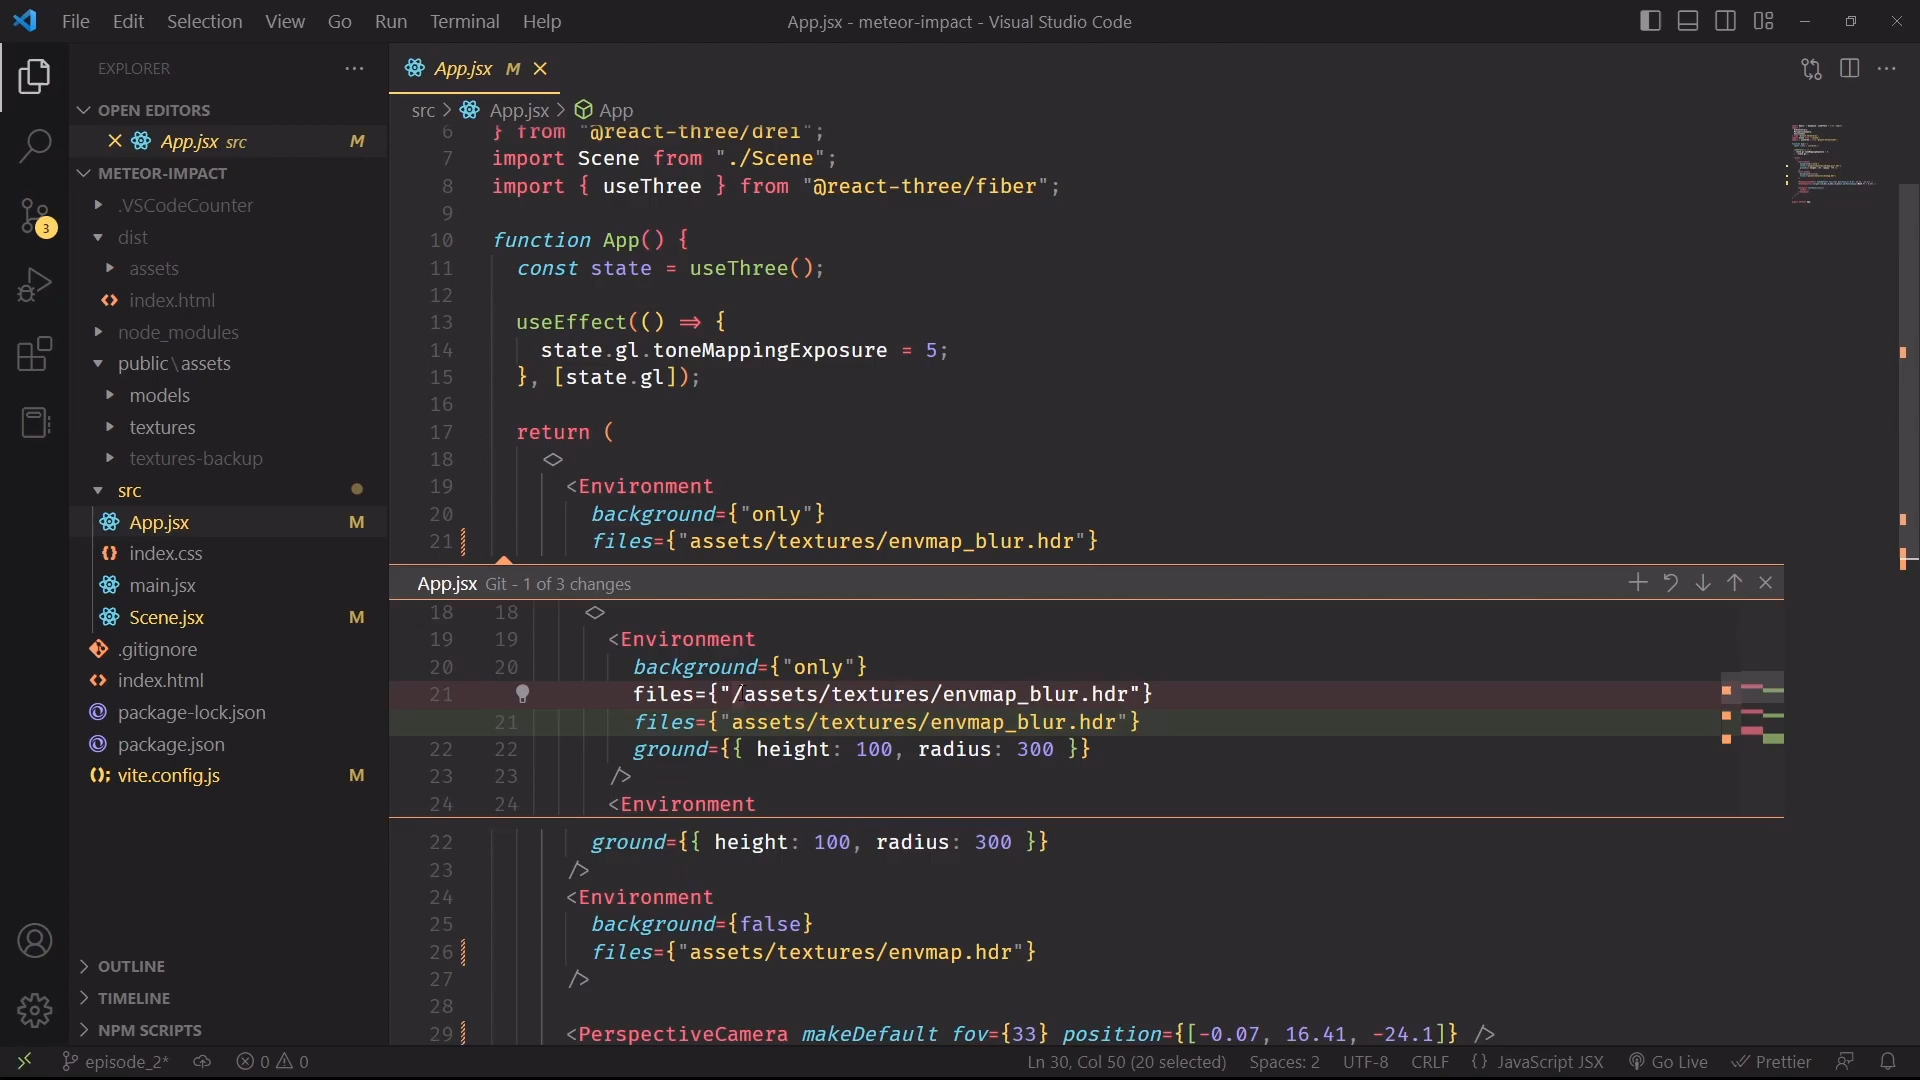 File Edit Selection View Go Run Terminal Help
App.jsx - meteor-impact - Visual Studio Code
EXPLORER
OPEN EDITORS
App.jsx src M
METEOR-IMPACT
.VSCodeCounter
dist
assets
index.html
node_modules
public\assets
models
textures
textures-backup
src
App.jsx M
index.css
main.jsx
Scene.jsx M
.gitignore
index.html
package-lock.json
package.json
vite.config.js M
OUTLINE
TIMELINE
NPM SCRIPTS
3
App.jsx M
src > App.jsx > App
6 } from "@react-three/drei";
7 import Scene from "./Scene";
8 import { useThree } from "@react-three/fiber";
9
10 function App() {
11 const state = useThree();
12
13 useEffect(() => {
14 state.gl.toneMappingExposure = 5;
15 }, [state.gl]);
16
17 return (
18 <>
19 <Environment
20 background={"only"}
21 files={"assets/textures/envmap_blur.hdr"}
App.jsx Git - 1 of 3 changes
18 18 <>
19 19 <Environment
20 20 background={"only"}
21 files={"/assets/textures/envmap_blur.hdr"}
21 files={"assets/textures/envmap_blur.hdr"}
22 22 ground={{ height: 100, radius: 300 }}
23 23 />
24 24 <Environment
22 ground={{ height: 100, radius: 300 }}
23 />
24 <Environment
25 background={false}
26 files={"assets/textures/envmap.hdr"}
27 />
28
29 <PerspectiveCamera makeDefault fov={33} position={[-0.07, 16.41, -24.1]} />
episode_2* 0 0 Ln 30, Col 50 (20 selected) Spaces: 2 UTF-8 CRLF {} JavaScript JSX Go Live Prettier